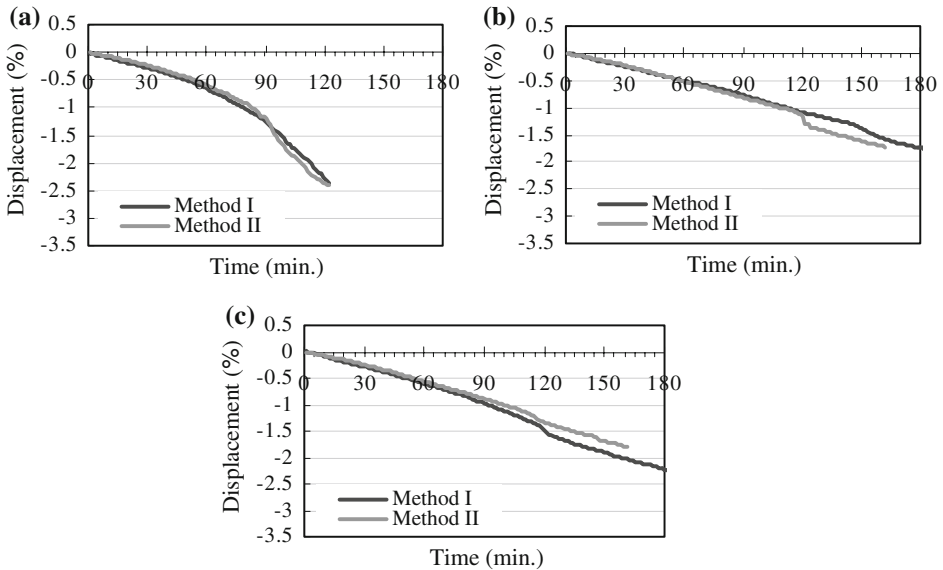 (a)
0.5
0
-0.5
-1
-1.5
-2
-2.5
-3
-3.5
0 30 60 90 120 150 180
Displacement (%)
Time (min.)
Method I
Method II
(b)
0.5
0
-0.5
-1
-1.5
-2
-2.5
-3
-3.5
0 30 60 90 120 150 180
Displacement (%)
Time (min.)
Method I
Method II
(c)
0.5
0
-0.5
-1
-1.5
-2
-2.5
-3
-3.5
0 30 60 90 120 150 180
Displacement (%)
Time (min.)
Method I
Method II